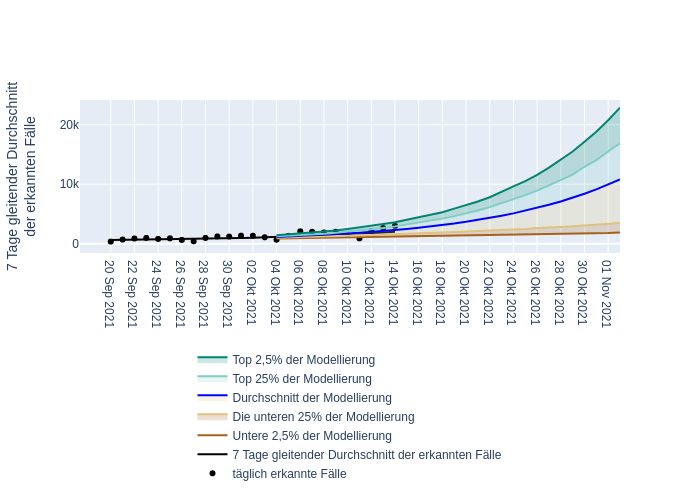 7 Tage gleitender Durchschnitt
der erkannten Fälle
20k
10k
0
20 Sep 2021
22 Sep 2021
24 Sep 2021
26 Sep 2021
28 Sep 2021
30 Sep 2021
02 Okt 2021
04 Okt 2021
06 Okt 2021
08 Okt 2021
10 Okt 2021
12 Okt 2021
14 Okt 2021
16 Okt 2021
18 Okt 2021
20 Okt 2021
22 Okt 2021
24 Okt 2021
26 Okt 2021
28 Okt 2021
30 Okt 2021
01 Nov 2021
Top 2,5% der Modellierung
Top 25% der Modellierung
Durchschnitt der Modellierung
Die unteren 25% der Modellierung
Untere 2,5% der Modellierung
7 Tage gleitender Durchschnitt der erkannten Fälle
täglich erkannte Fälle